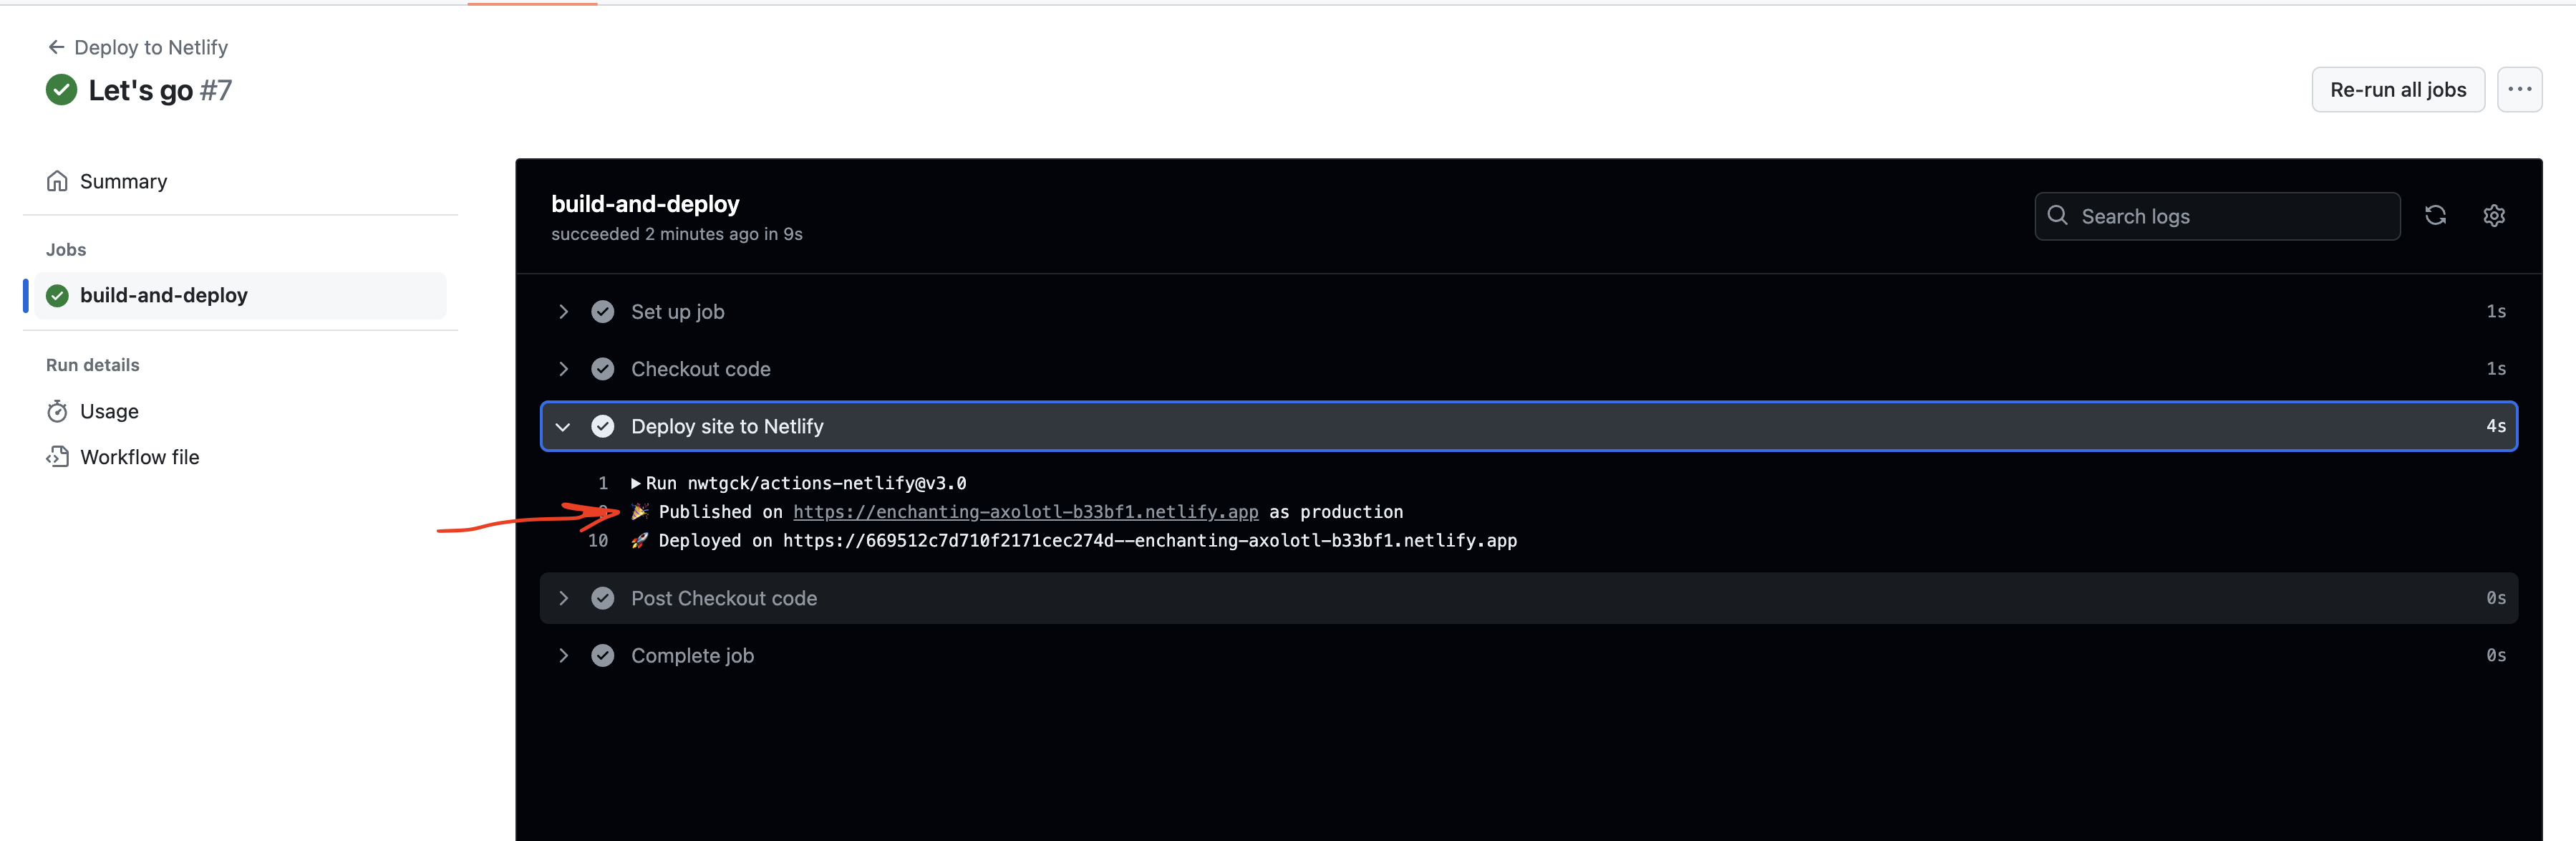 Deploy to Netlify
Let's go #7
Re-run all jobs
Summary
Jobs
build-and-deploy
Run details
Usage
Workflow file
build-and-deploy
succeeded 2 minutes ago in 9s
Search logs
Set up job 1s
Checkout code 1s
Deploy site to Netlify 4s
1 Run nwtgck/actions-netlify@v3.0
🎉 Published on https://enchanting-axolotl-b33bf1.netlify.app as production
10 🚀 Deployed on https://669512c7d710f2171cec274d--enchanting-axolotl-b33bf1.netlify.app
Post Checkout code 0s
Complete job 0s